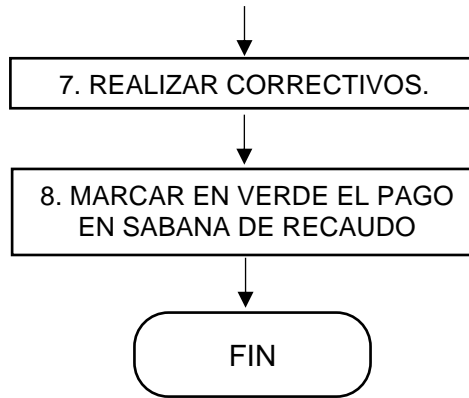 7. REALIZAR CORRECTIVOS.
8. MARCAR EN VERDE EL PAGO
EN SABANA DE RECAUDO
FIN